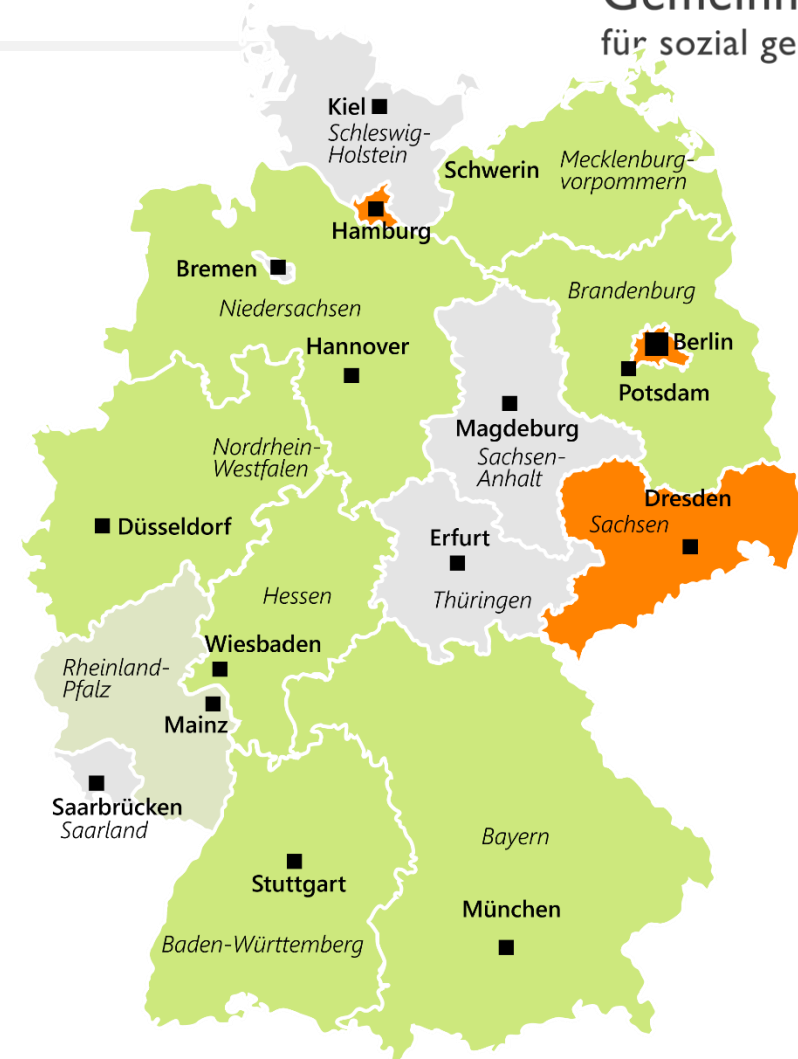 für sozial ge
Kiel
Schleswig-
Holstein
Schwerin
Mecklenburg-
vorpommern
Hamburg
Bremen
Niedersachsen
Brandenburg
Hannover
Berlin
Potsdam
Magdeburg
Sachsen-
Anhalt
Nordrhein-
Westfalen
Dresden
Sachsen
Düsseldorf
Erfurt
Thüringen
Hessen
Wiesbaden
Rheinland-
Pfalz
Mainz
Saarbrücken
Saarland
Bayern
Stuttgart
München
Baden-Württemberg